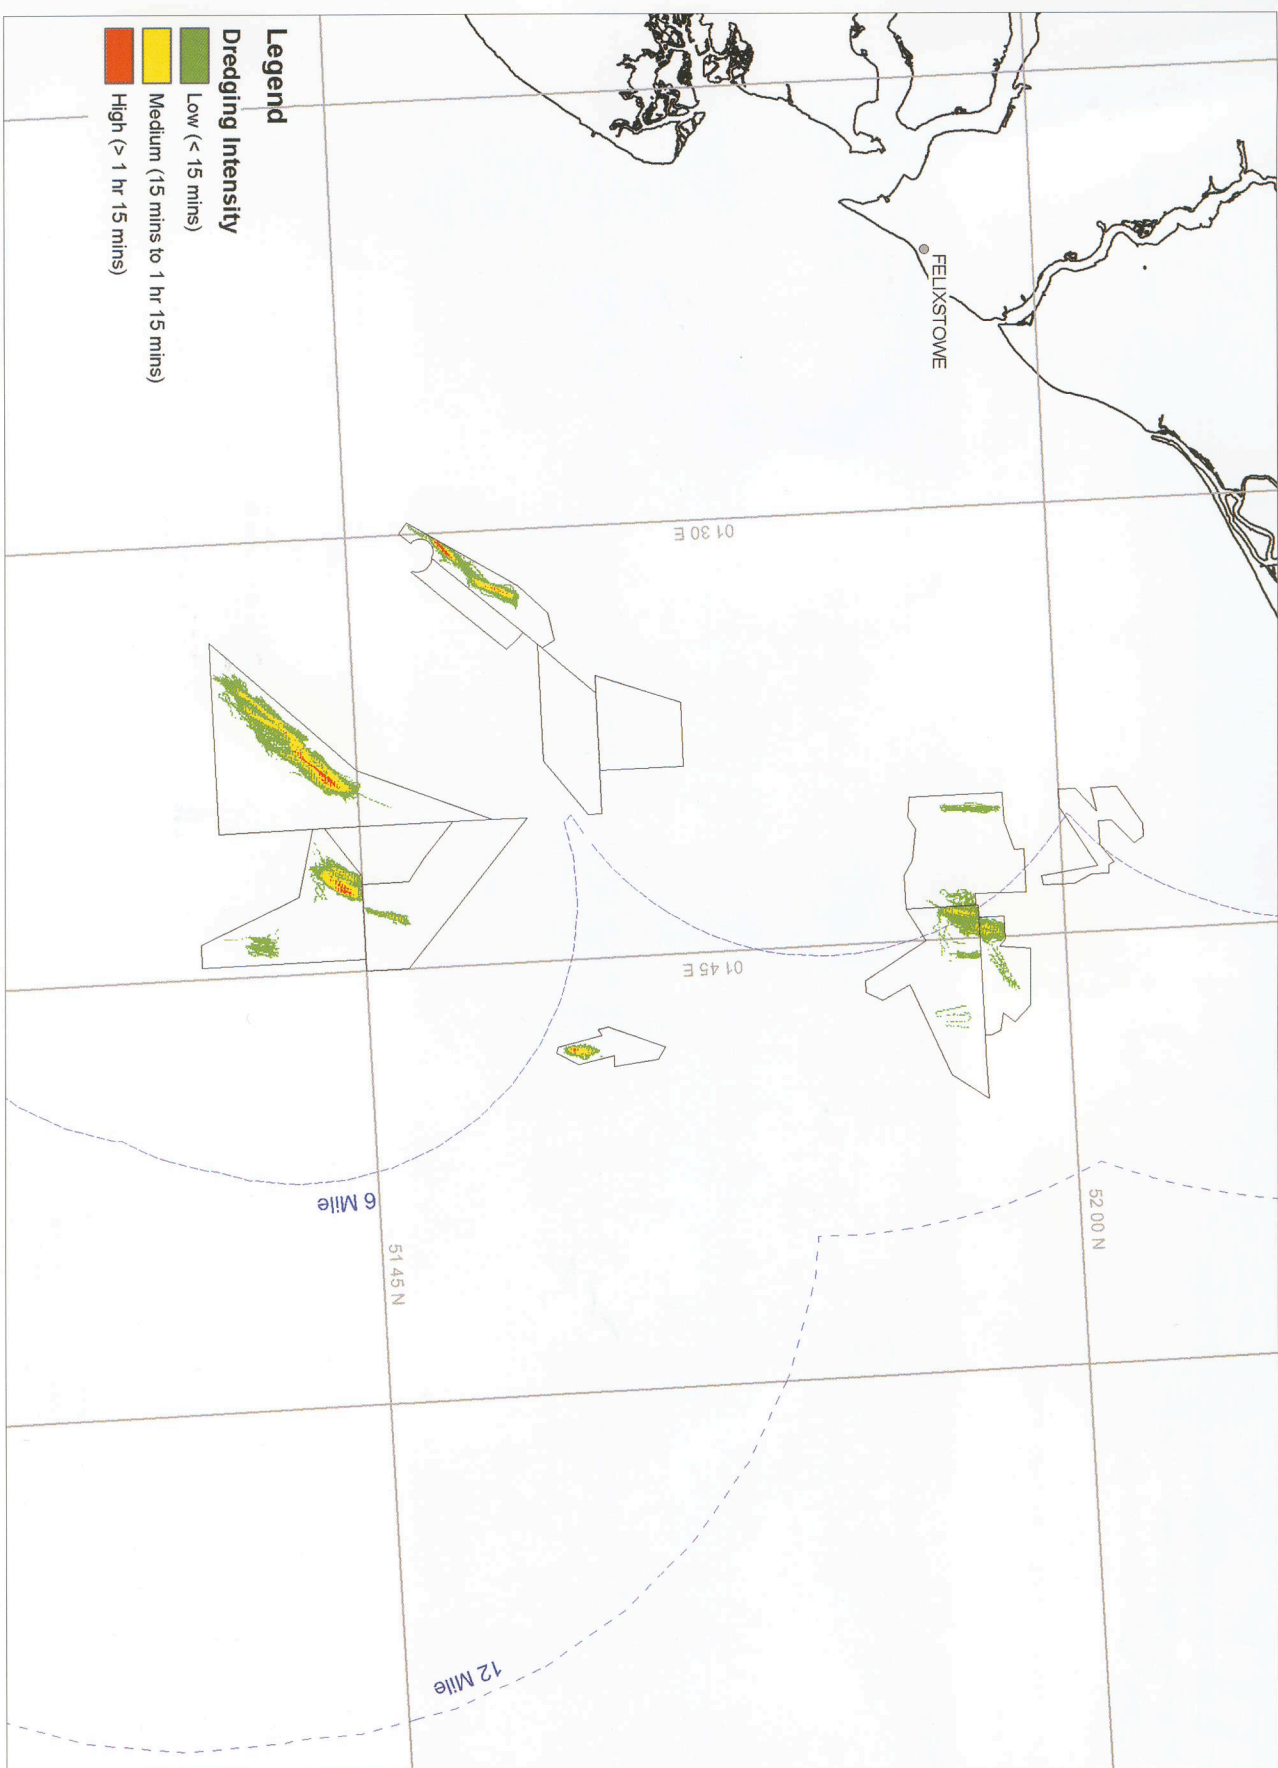 Legend
Dredging Intensity
Low (< 15 mins)
Medium (15 mins to 1 hr 15 mins)
High (> 1 hr 15 mins)
FELIXSTOWE
01 30 E
01 45 E
52 00 N
51 45 N
6 Mile
12 Mile